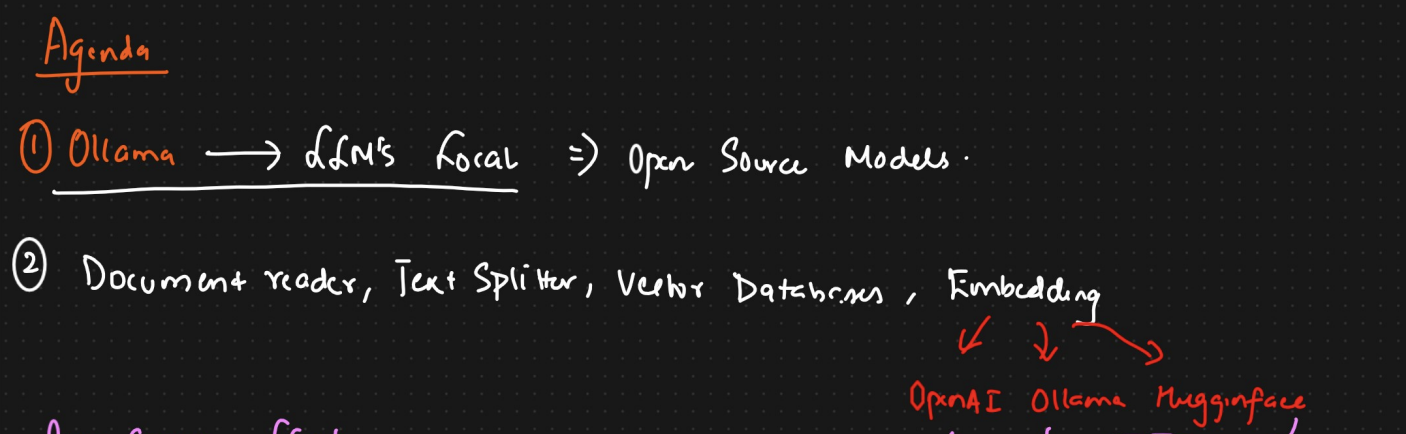 Agenda
① Ollama → LLM's Local ⇒ Open Source Models.
② Document reader, Text Splitter, Vector Databases, Embedding
OpenAI Ollama Hugginface